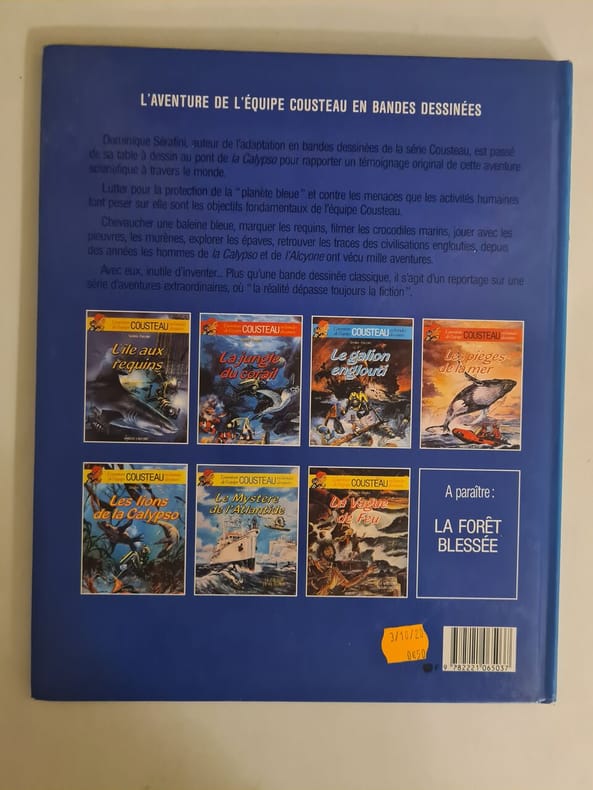 L'AVENTURE DE L'ÉQUIPE COUSTEAU EN BANDES DESSINÉES
Dominique Sérafini, auteur de l'adaptation en bandes dessinées de la série Cousteau, est passé
de sa table à dessin au pont de la Calypso pour rapporter un témoignage original de cette aventure
scientifique à travers le monde.
Lutter pour la protection de la "planète bleue" et contre les menaces que les activités humaines
font peser sur elle sont les objectifs fondamentaux de l'équipe Cousteau.
Chevaucher une baleine bleue, marquer les requins, filmer les crocodiles marins, jouer avec les
pieuvres, les murènes, explorer les épaves, retrouver les traces des civilisations englouties, depuis
des années les hommes de la Calypso et de l'Alcyone ont vécu mille aventures.
Avec eux, inutile d'inventer... Plus qu'une bande dessinée classique, il s'agit d'un reportage sur une
série d'aventures extraordinaires, où "la réalité dépasse toujours la fiction".
COUSTEAU
L'île aux
requins
COUSTEAU
La jungle
du corail
COUSTEAU
Le galion
englouti
COUSTEAU
Les pièges
de la mer
COUSTEAU
Les lions
de la Calypso
COUSTEAU
Le Mystère
de l'Atlantide
COUSTEAU
La Vague
de Feu
A paraître :
LA FORÊT
BLESSÉE
3/10/20
0€50
9 782221 065037